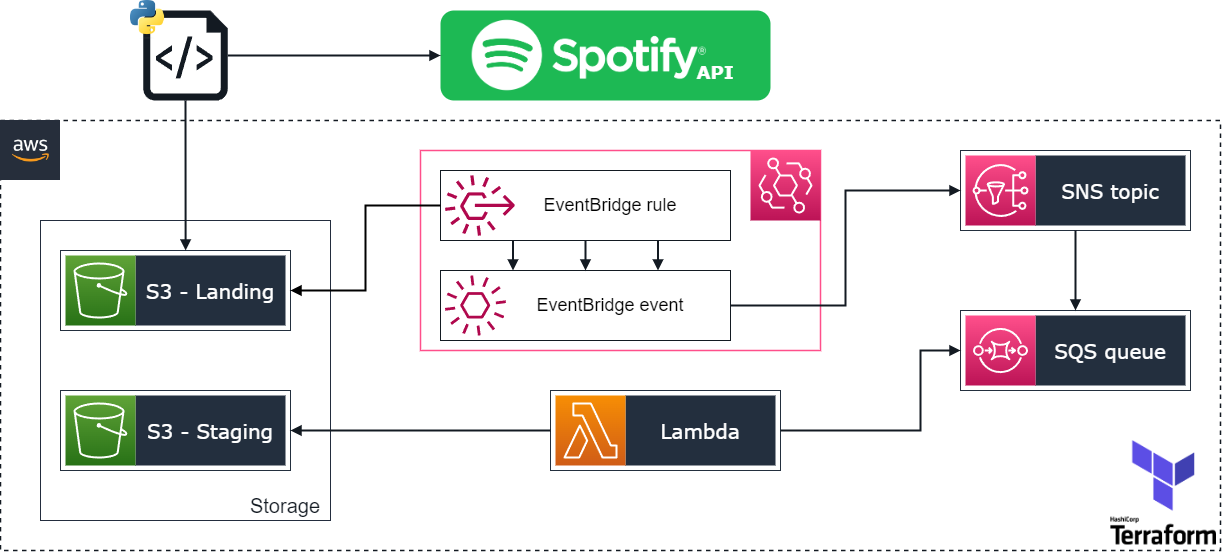 </>
Spotify®
API
aws
EventBridge rule
SNS topic
S3 - Landing
EventBridge event
SQS queue
S3 - Staging
Lambda
Storage
HashiCorp
Terraform